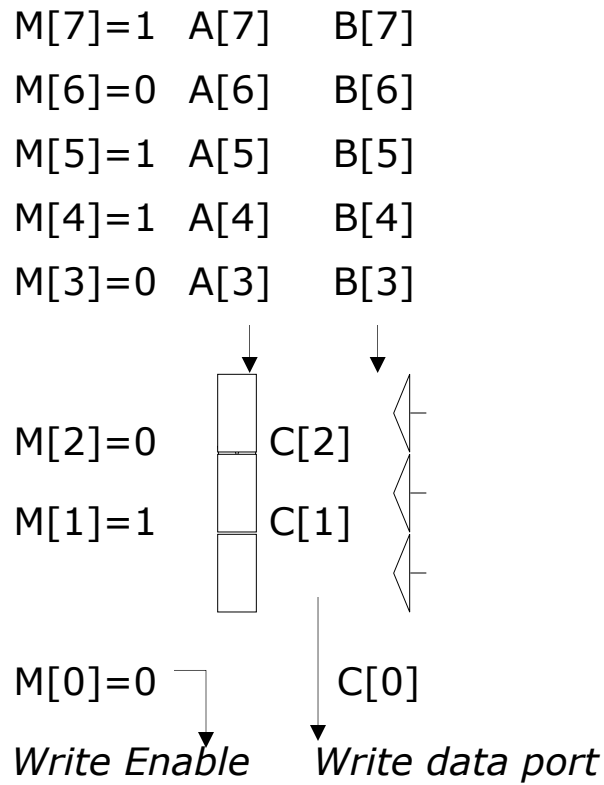 M[7]=1 A[7] B[7]
M[6]=0 A[6] B[6]
M[5]=1 A[5] B[5]
M[4]=1 A[4] B[4]
M[3]=0 A[3] B[3]
M[2]=0 C[2]
M[1]=1 C[1]
M[0]=0 C[0]
Write Enable Write data port